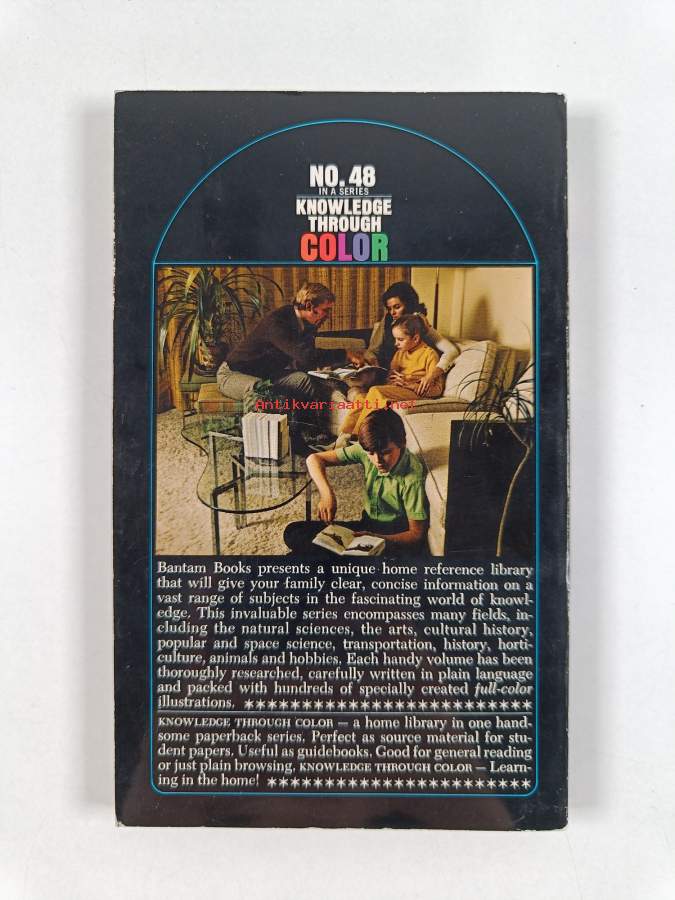 NO. 48
IN A SERIES
KNOWLEDGE
THROUGH
COLOR
Antikvariaatti.net
Bantam Books presents a unique home reference library
that will give your family clear, concise information on a
vast range of subjects in the fascinating world of knowl-
edge. This invaluable series encompasses many fields, in-
cluding the natural sciences, the arts, cultural history,
popular and space science, transportation, history, horti-
culture, animals and hobbies. Each handy volume has been
thoroughly researched, carefully written in plain language
and packed with hundreds of specially created full-color
illustrations. ✶✶✶✶✶✶✶✶✶✶✶✶✶✶✶✶✶✶✶✶✶✶✶✶✶
KNOWLEDGE THROUGH COLOR — a home library in one hand-
some paperback series. Perfect as source material for stu-
dent papers. Useful as guidebooks. Good for general reading
or just plain browsing, KNOWLEDGE THROUGH COLOR — Learn-
ing in the home! ✶✶✶✶✶✶✶✶✶✶✶✶✶✶✶✶✶✶✶✶✶✶✶